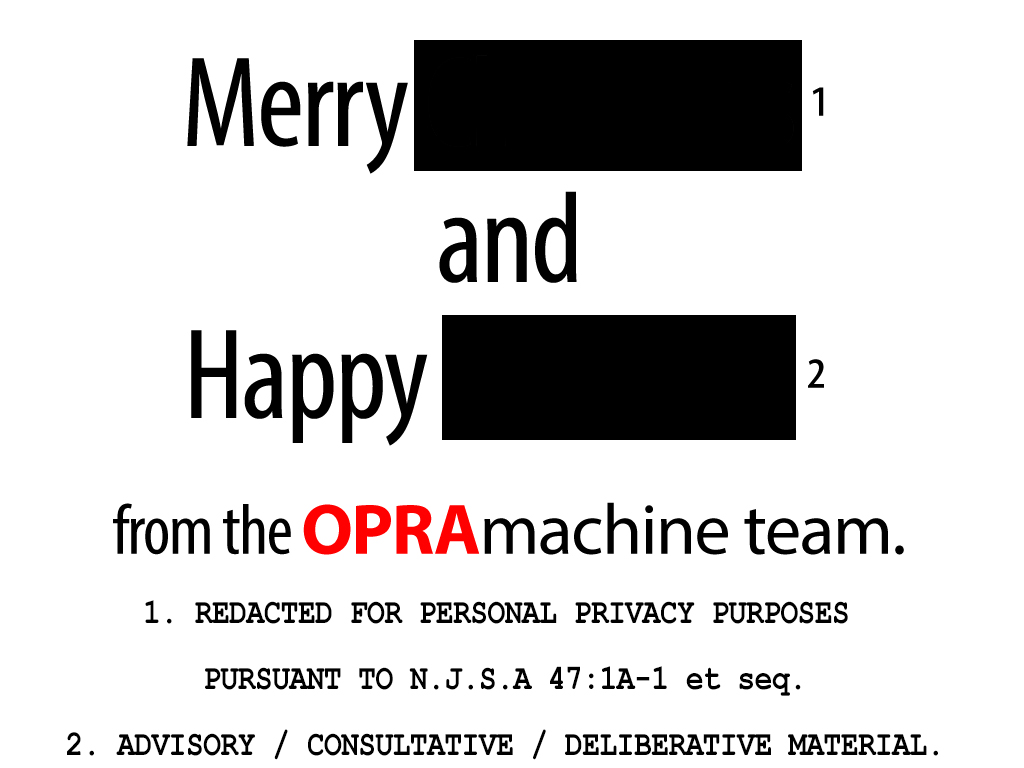 Merry 1
and
Happy 2
from the OPRAmachine team.
1. REDACTED FOR PERSONAL PRIVACY PURPOSES
PURSUANT TO N.J.S.A 47:1A-1 et seq.
2. ADVISORY / CONSULTATIVE / DELIBERATIVE MATERIAL.